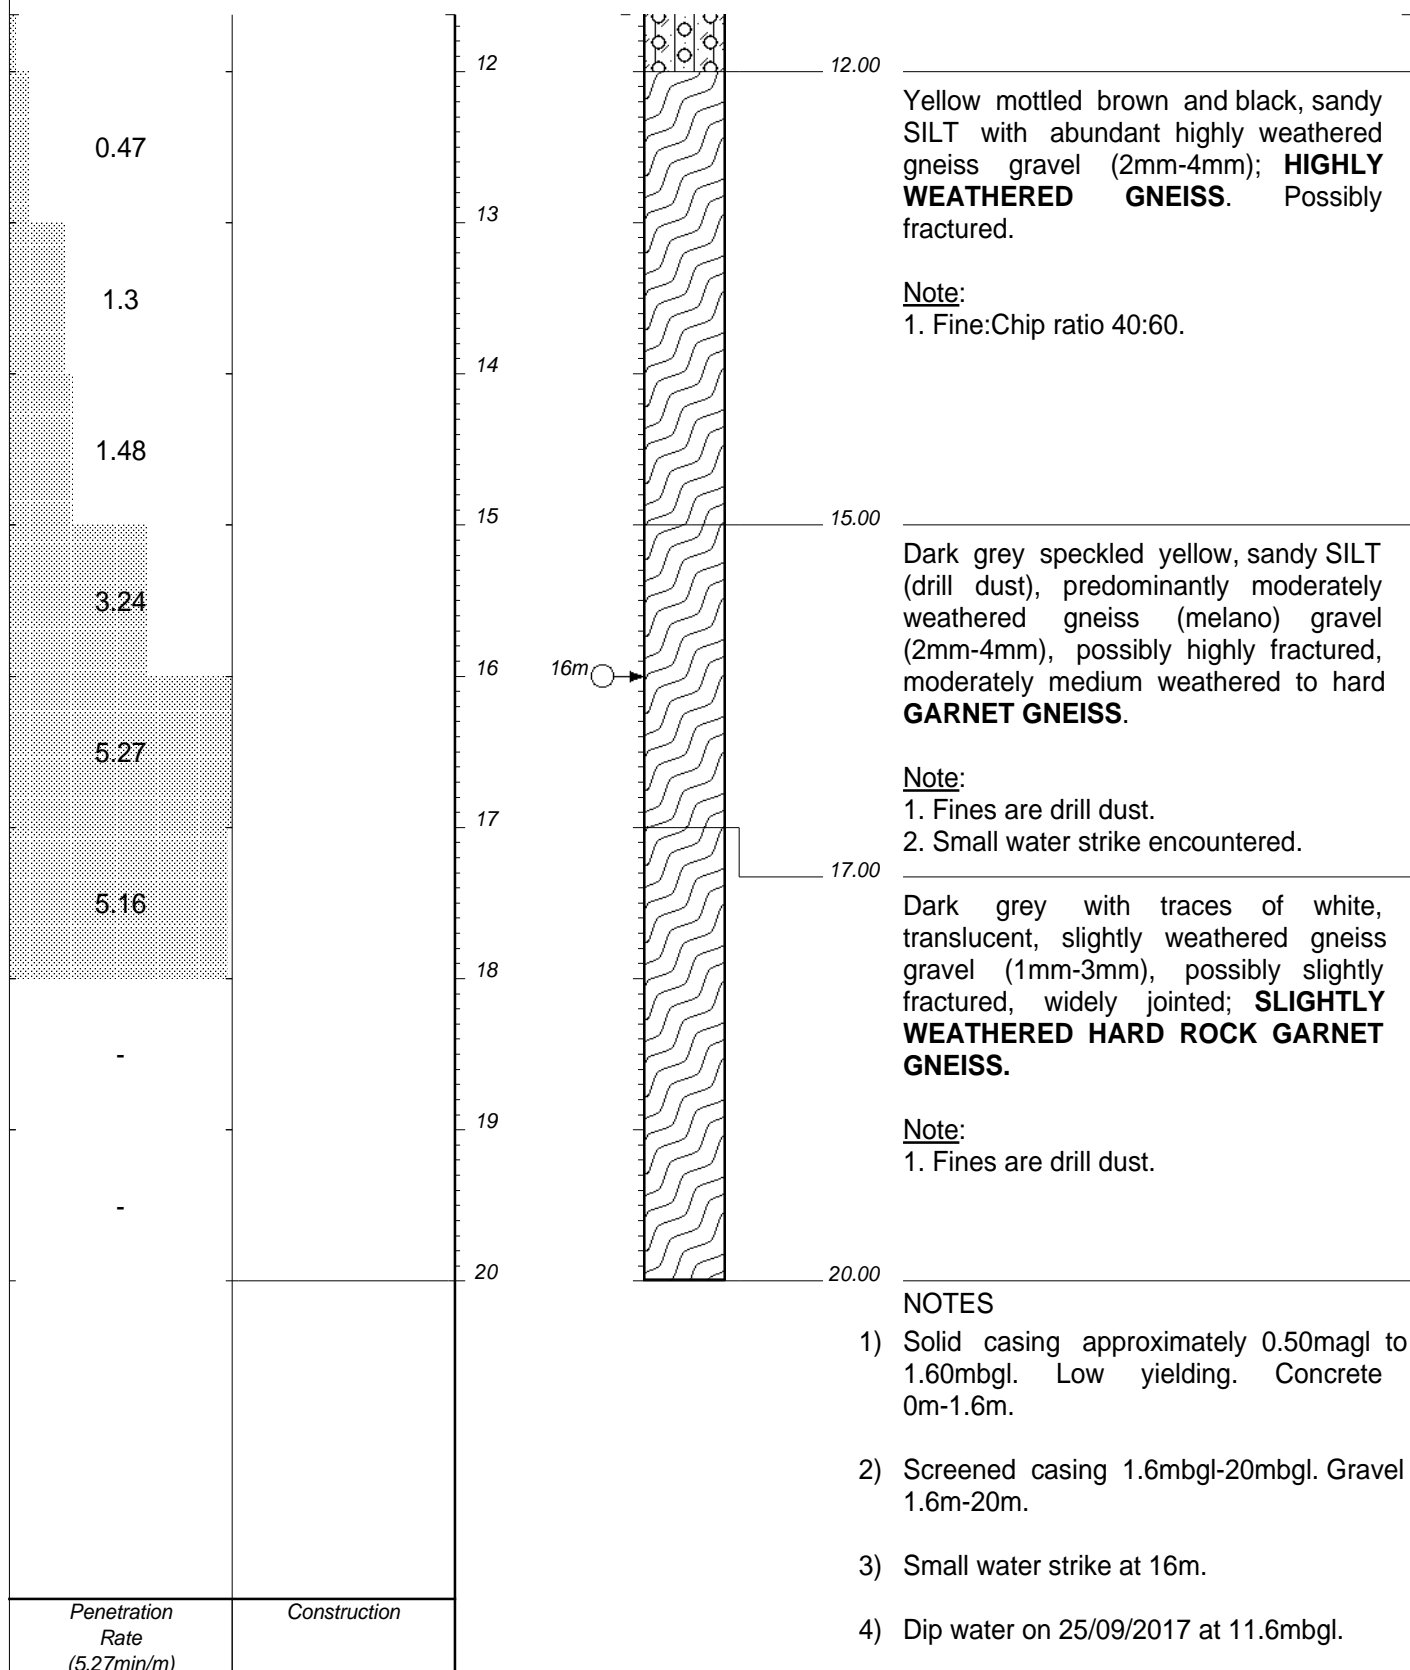 12
12.00
Yellow mottled brown and black, sandy
SILT with abundant highly weathered
gneiss gravel (2mm-4mm); HIGHLY
WEATHERED GNEISS. Possibly
fractured.
0.47
13
Note:
1. Fine:Chip ratio 40:60.
1.3
14
1.48
15
15.00
Dark grey speckled yellow, sandy SILT
(drill dust), predominantly moderately
weathered gneiss (melano) gravel
(2mm-4mm), possibly highly fractured,
moderately medium weathered to hard
GARNET GNEISS.
3.24
16
16m
5.27
Note:
1. Fines are drill dust.
2. Small water strike encountered.
17
17.00
Dark grey with traces of white,
translucent, slightly weathered gneiss
gravel (1mm-3mm), possibly slightly
fractured, widely jointed; SLIGHTLY
WEATHERED HARD ROCK GARNET
GNEISS.
5.16
18
-
19
Note:
1. Fines are drill dust.
-
20
20.00
NOTES
1) Solid casing approximately 0.50magl to
1.60mbgl. Low yielding. Concrete
0m-1.6m.
2) Screened casing 1.6mbgl-20mbgl. Gravel
1.6m-20m.
3) Small water strike at 16m.
4) Dip water on 25/09/2017 at 11.6mbgl.
Penetration
Rate
(5.27min/m)
Construction